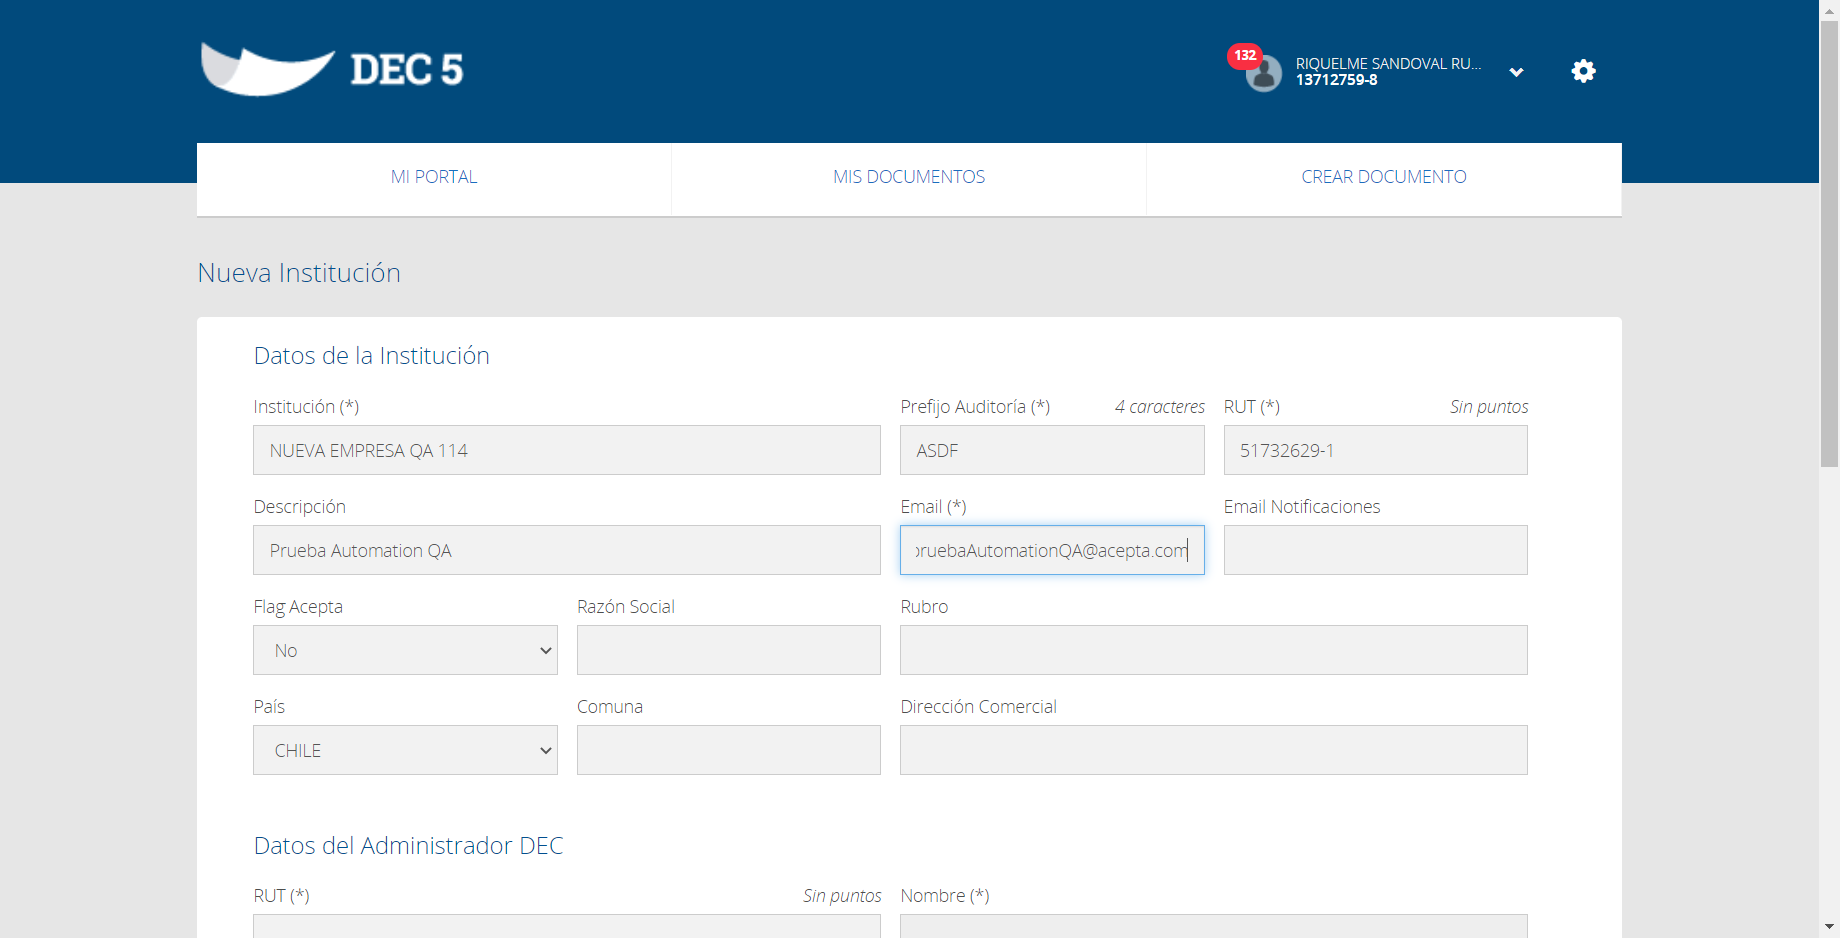 DEC 5
132
RIQUELME SANDOVAL RU...
13712759-8
MI PORTAL
MIS DOCUMENTOS
CREAR DOCUMENTO
Nueva Institución
Datos de la Institución
Institución (*)
Prefijo Auditoría (*) 4 caracteres
RUT (*) Sin puntos
NUEVA EMPRESA QA 114
ASDF
51732629-1
Descripción
Email (*)
Email Notificaciones
Prueba Automation QA
pruebaAutomationQA@acepta.com
Flag Acepta
Razón Social
Rubro
No
País
Comuna
Dirección Comercial
CHILE
Datos del Administrador DEC
RUT (*) Sin puntos
Nombre (*)